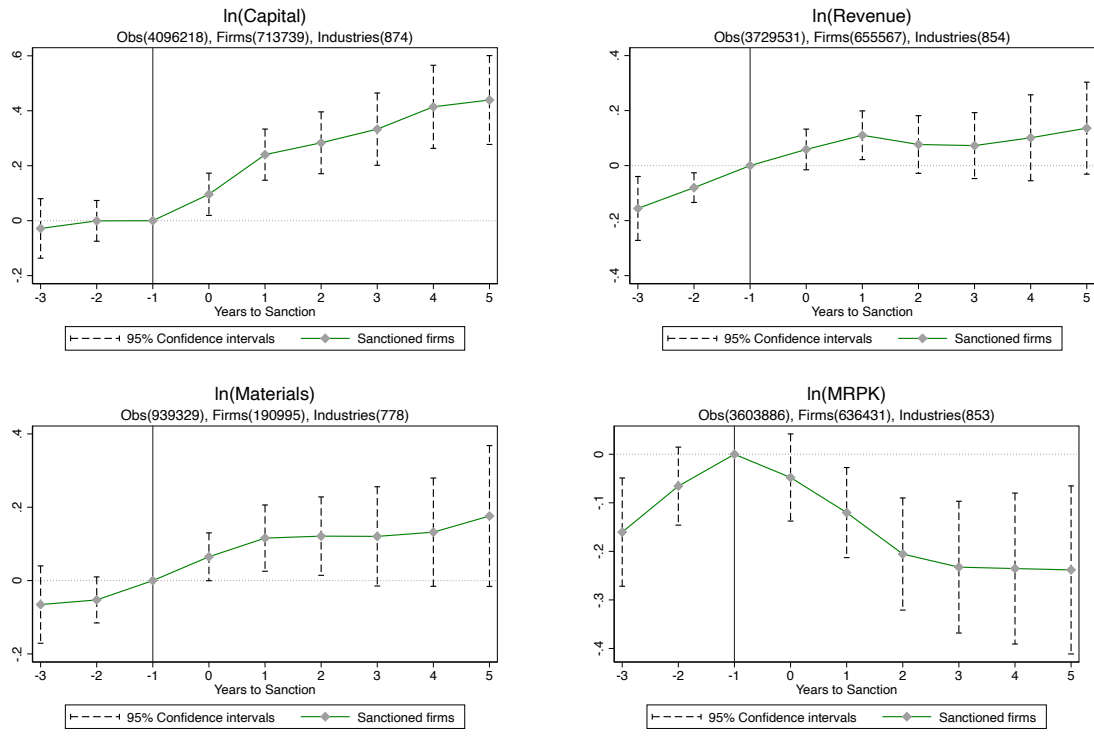 ln(Capital)
Obs(4096218), Firms(713739), Industries(874)
.6
.4
.2
0
-.2
-3 -2 -1 0 1 2 3 4 5
Years to Sanction
95% Confidence intervals Sanctioned firms
ln(Revenue)
Obs(3729531), Firms(655567), Industries(854)
.4
.2
0
-.2
-.4
-3 -2 -1 0 1 2 3 4 5
Years to Sanction
95% Confidence intervals Sanctioned firms
ln(Materials)
Obs(939329), Firms(190995), Industries(778)
.4
.2
0
-.2
-3 -2 -1 0 1 2 3 4 5
Years to Sanction
95% Confidence intervals Sanctioned firms
ln(MRPK)
Obs(3603886), Firms(636431), Industries(853)
0
-.1
-.2
-.3
-.4
-3 -2 -1 0 1 2 3 4 5
Years to Sanction
95% Confidence intervals Sanctioned firms